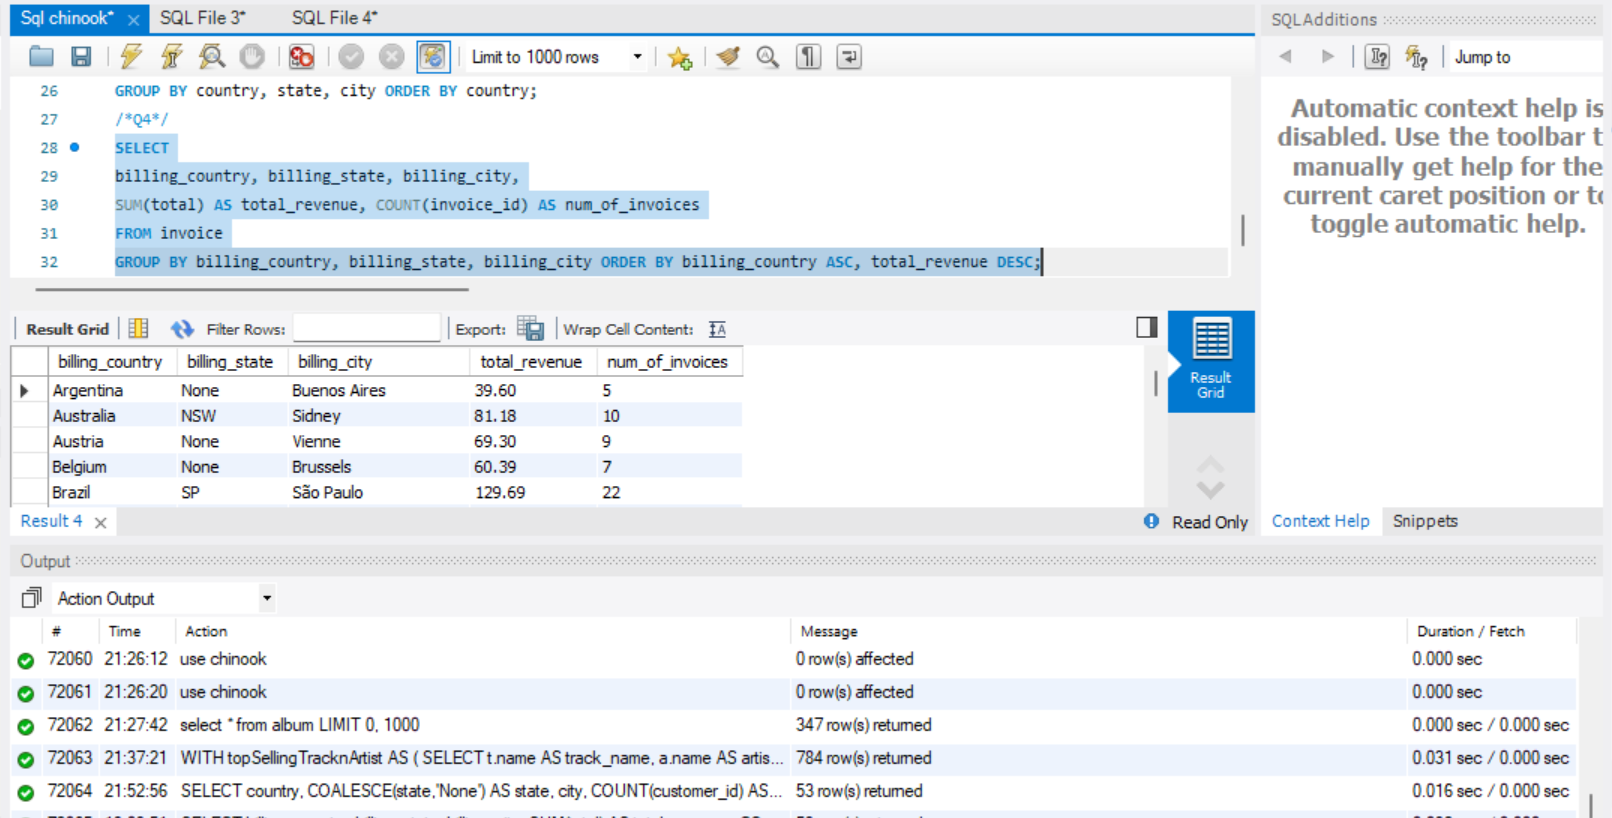 Sql chinook* SQL File 3* SQL File 4*
SQLAdditions
Limit to 1000 rows
Jump to
26 GROUP BY country, state, city ORDER BY country;
27 /*Q4*/
28 SELECT
29 billing_country, billing_state, billing_city,
30 SUM(total) AS total_revenue, COUNT(invoice_id) AS num_of_invoices
31 FROM invoice
32 GROUP BY billing_country, billing_state, billing_city ORDER BY billing_country ASC, total_revenue DESC;
Automatic context help is
disabled. Use the toolbar t
manually get help for the
current caret position or to
toggle automatic help.
Result Grid Filter Rows: Export: Wrap Cell Content:
Result
Grid
billing_country billing_state billing_city total_revenue num_of_invoices
Argentina None Buenos Aires 39.60 5
Australia NSW Sidney 81.18 10
Austria None Vienne 69.30 9
Belgium None Brussels 60.39 7
Brazil SP São Paulo 129.69 22
Result 4 Read Only
Context Help Snippets
Output
Action Output
# Time Action Message Duration / Fetch
72060 21:26:12 use chinook 0 row(s) affected 0.000 sec
72061 21:26:20 use chinook 0 row(s) affected 0.000 sec
72062 21:27:42 select * from album LIMIT 0, 1000 347 row(s) returned 0.000 sec / 0.000 sec
72063 21:37:21 WITH topSellingTracknArtist AS ( SELECT t.name AS track_name, a.name AS artis... 784 row(s) returned 0.031 sec / 0.000 sec
72064 21:52:56 SELECT country, COALESCE(state,'None') AS state, city, COUNT(customer_id) AS... 53 row(s) returned 0.016 sec / 0.000 sec